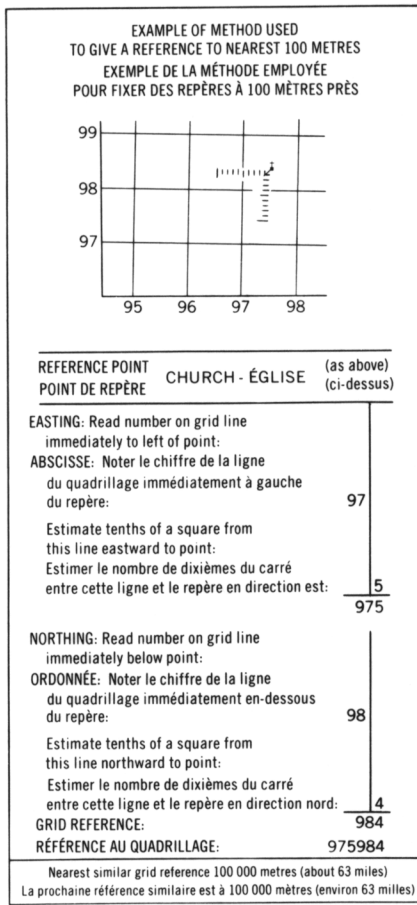 EXAMPLE OF METHOD USED
TO GIVE A REFERENCE TO NEAREST 100 METRES
EXEMPLE DE LA MÉTHODE EMPLOYÉE
POUR FIXER DES REPÈRES À 100 MÈTRES PRÈS
99
98
97
95 96 97 98
REFERENCE POINT
POINT DE REPÈRE
CHURCH - ÉGLISE
(as above)
(ci-dessus)
EASTING: Read number on grid line
immediately to left of point:
ABSCISSE: Noter le chiffre de la ligne
du quadrillage immédiatement à gauche
du repère: 97
Estimate tenths of a square from
this line eastward to point:
Estimer le nombre de dixièmes du carré
entre cette ligne et le repère en direction est: 5
975
NORTHING: Read number on grid line
immediately below point:
ORDONNÉE: Noter le chiffre de la ligne
du quadrillage immédiatement en-dessous
du repère: 98
Estimate tenths of a square from
this line northward to point:
Estimer le nombre de dixièmes du carré
entre cette ligne et le repère en direction nord: 4
GRID REFERENCE: 984
RÉFÉRENCE AU QUADRILLAGE: 975984
Nearest similar grid reference 100 000 metres (about 63 miles)
La prochaine référence similaire est à 100 000 mètres (environ 63 miles)